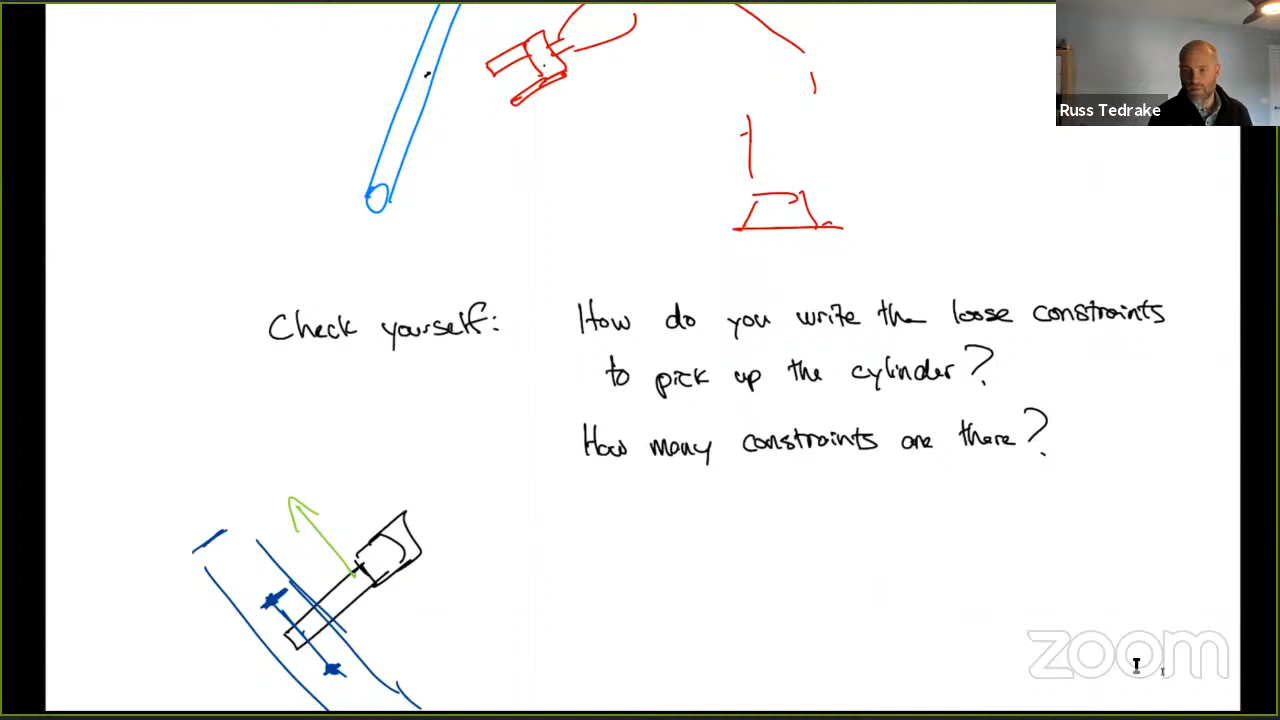 Russ Tedrake
Check yourself: How do you write the loose constraints
to pick up the cylinder?
How many constraints are there?
zoom